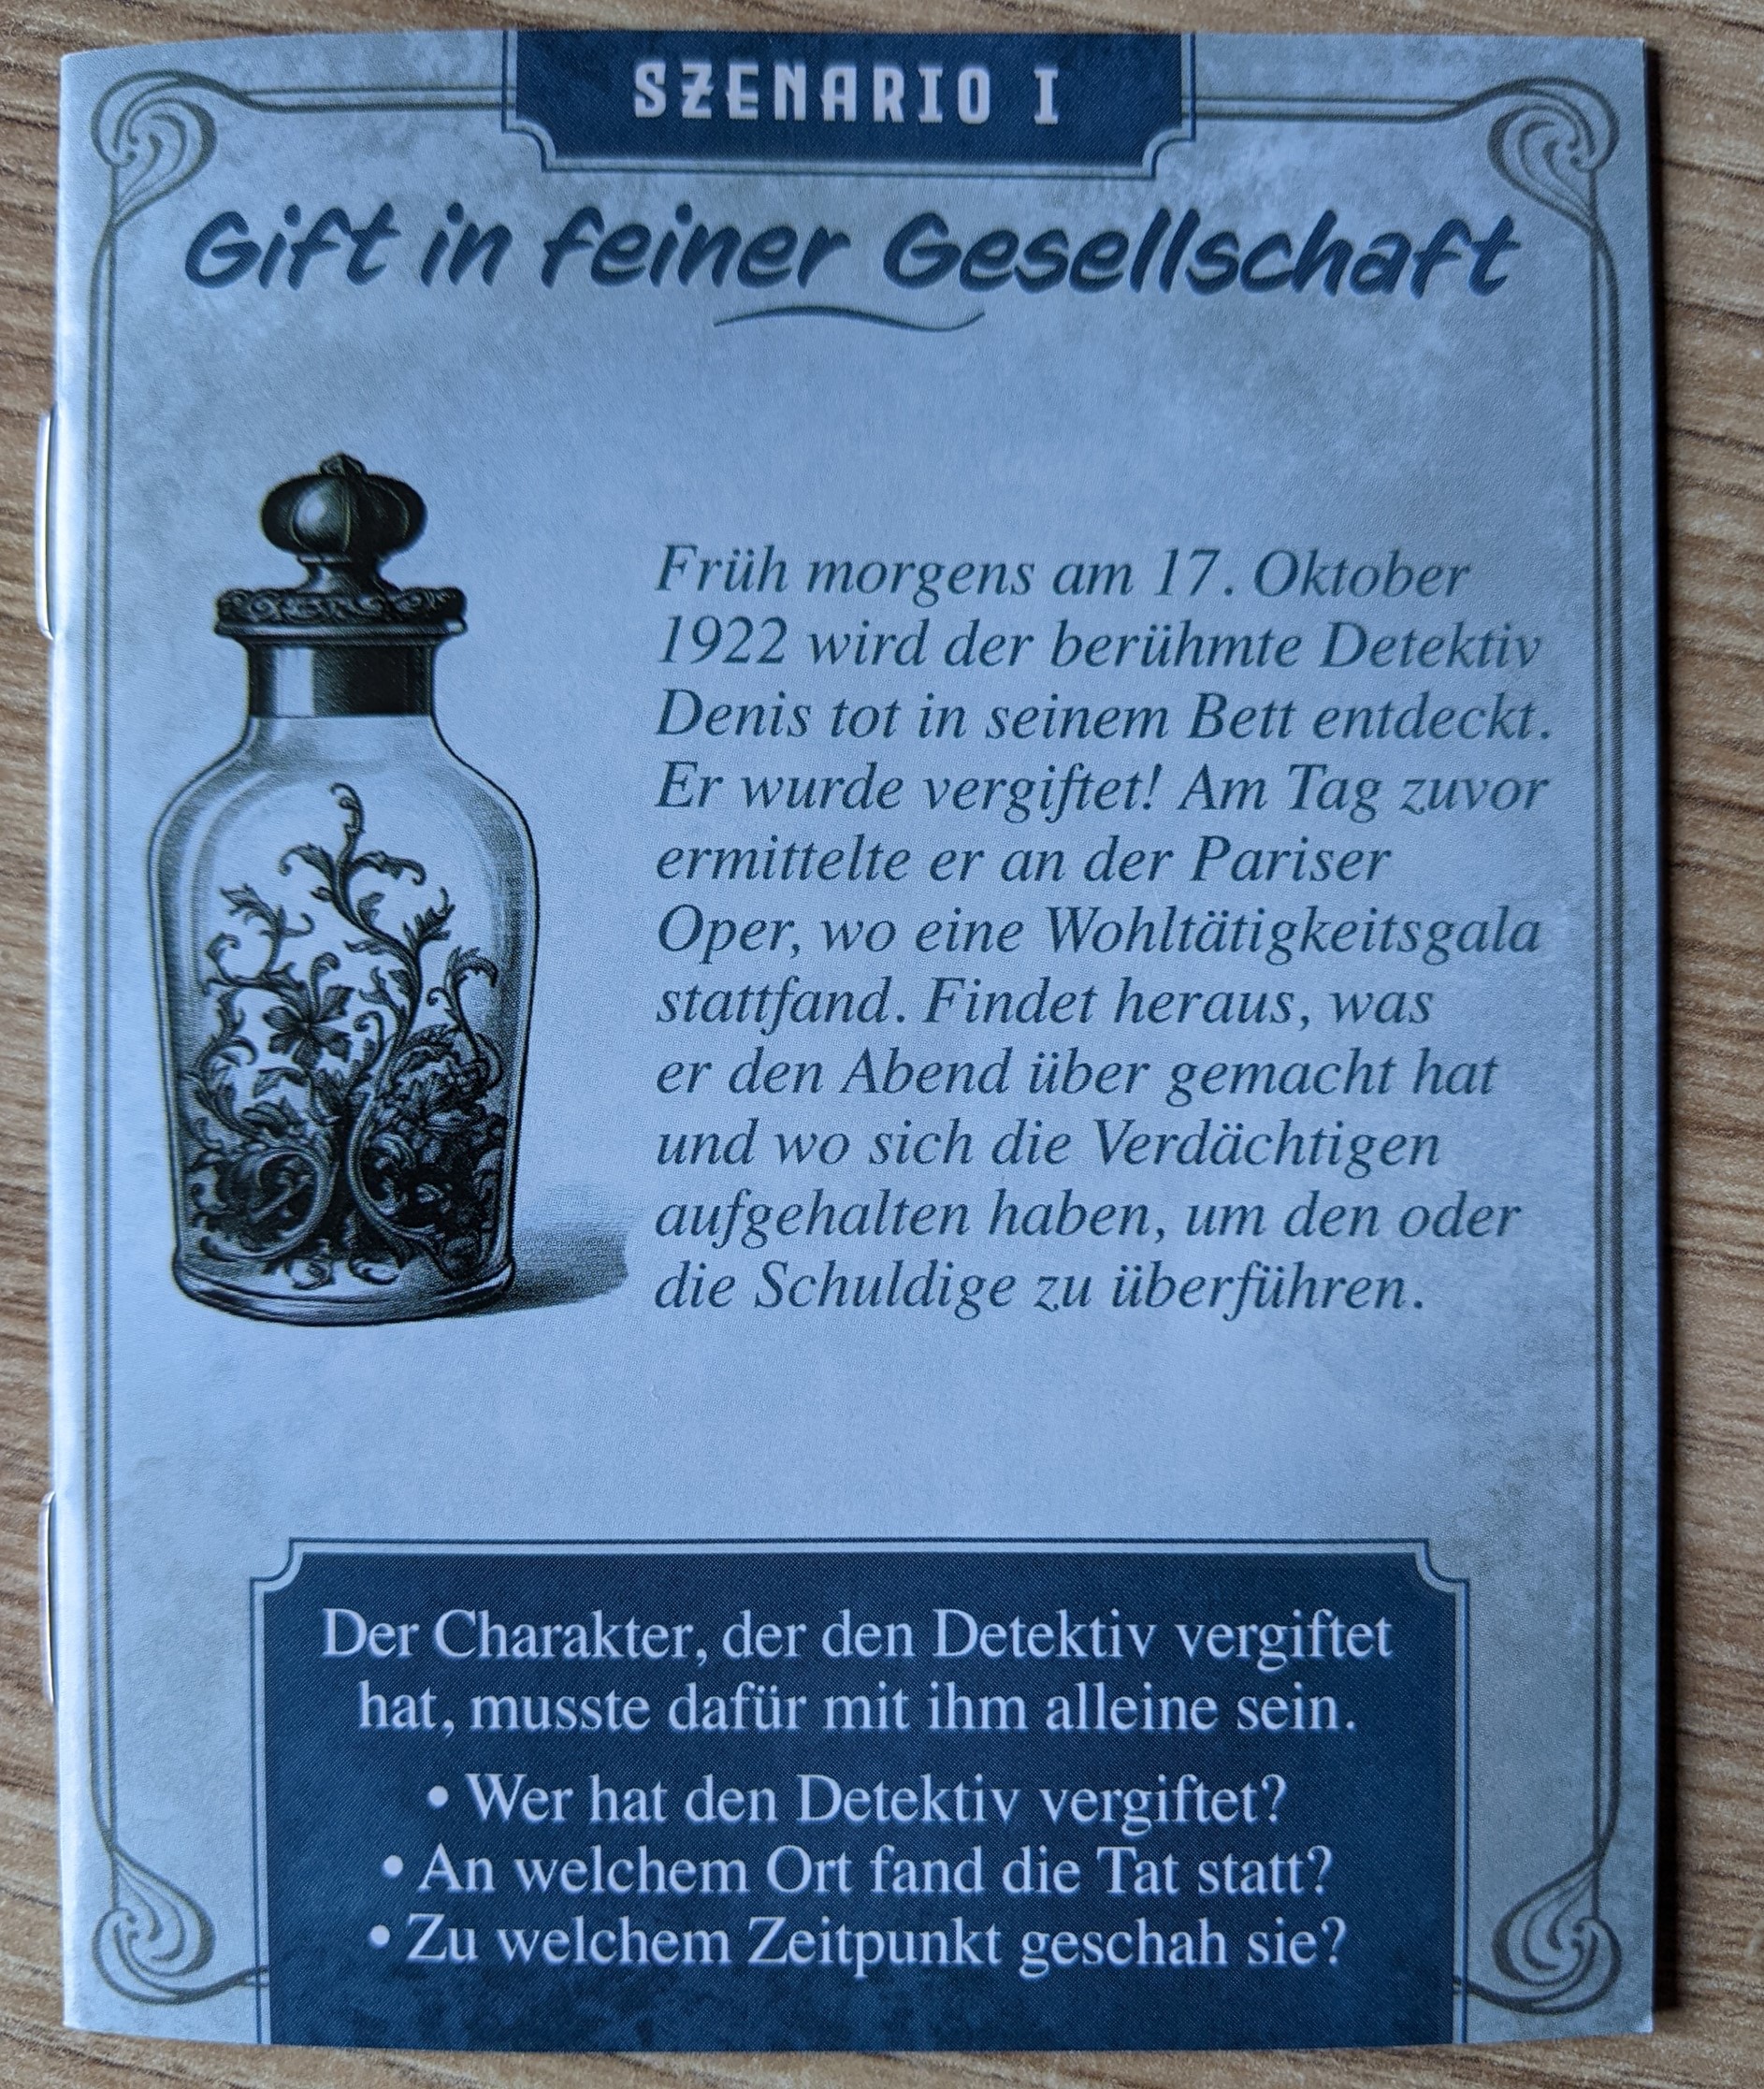 SZENARIO I
Gift in feiner Gesellschaft
Früh morgens am 17. Oktober
1922 wird der berühmte Detektiv
Denis tot in seinem Bett entdeckt.
Er wurde vergiftet! Am Tag zuvor
ermittelte er an der Pariser
Oper, wo eine Wohltätigkeitsgala
stattfand. Findet heraus, was
er den Abend über gemacht hat
und wo sich die Verdächtigen
aufgehalten haben, um den oder
die Schuldige zu überführen.
Der Charakter, der den Detektiv vergiftet
hat, musste dafür mit ihm alleine sein.
• Wer hat den Detektiv vergiftet?
• An welchem Ort fand die Tat statt?
• Zu welchem Zeitpunkt geschah sie?